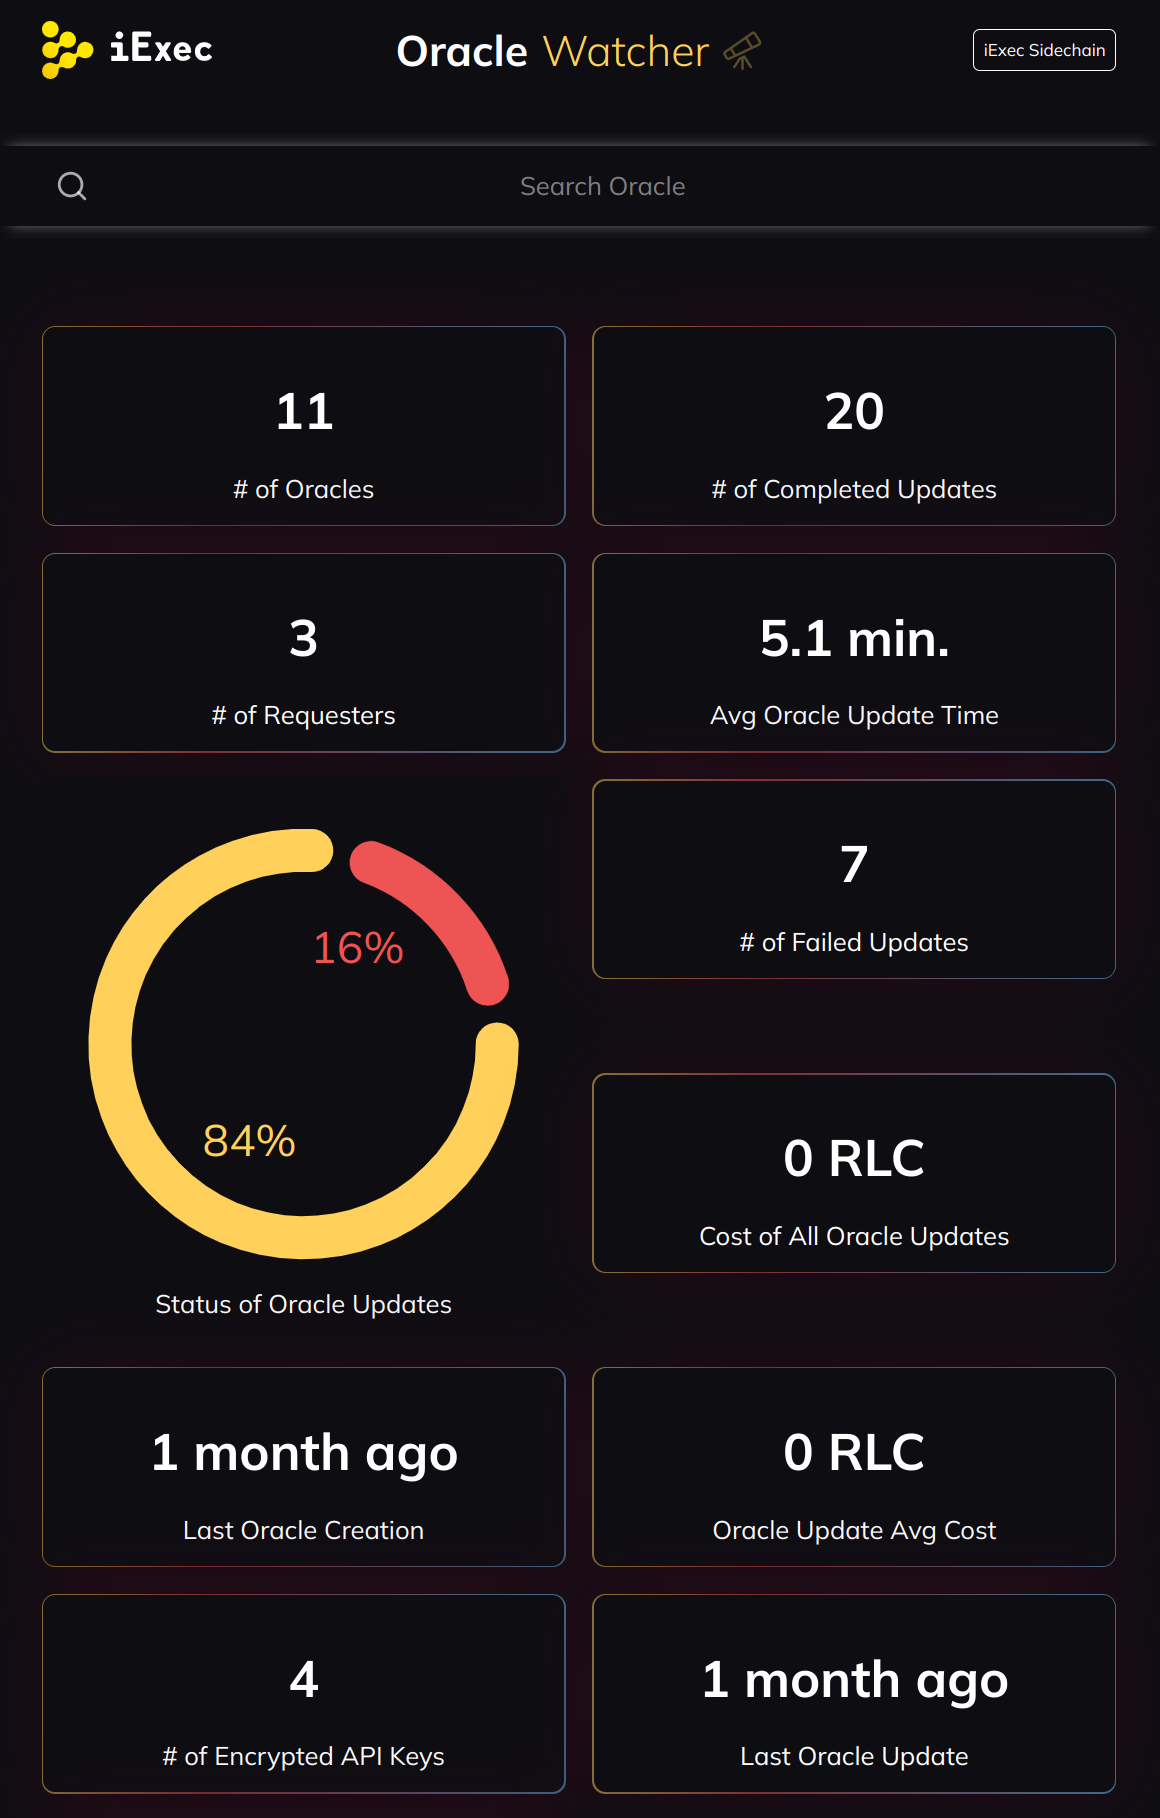 iExec
Oracle Watcher
iExec Sidechain
Search Oracle
11
# of Oracles
20
# of Completed Updates
3
# of Requesters
5.1 min.
Avg Oracle Update Time
16%
84%
Status of Oracle Updates
7
# of Failed Updates
0 RLC
Cost of All Oracle Updates
1 month ago
Last Oracle Creation
0 RLC
Oracle Update Avg Cost
4
# of Encrypted API Keys
1 month ago
Last Oracle Update